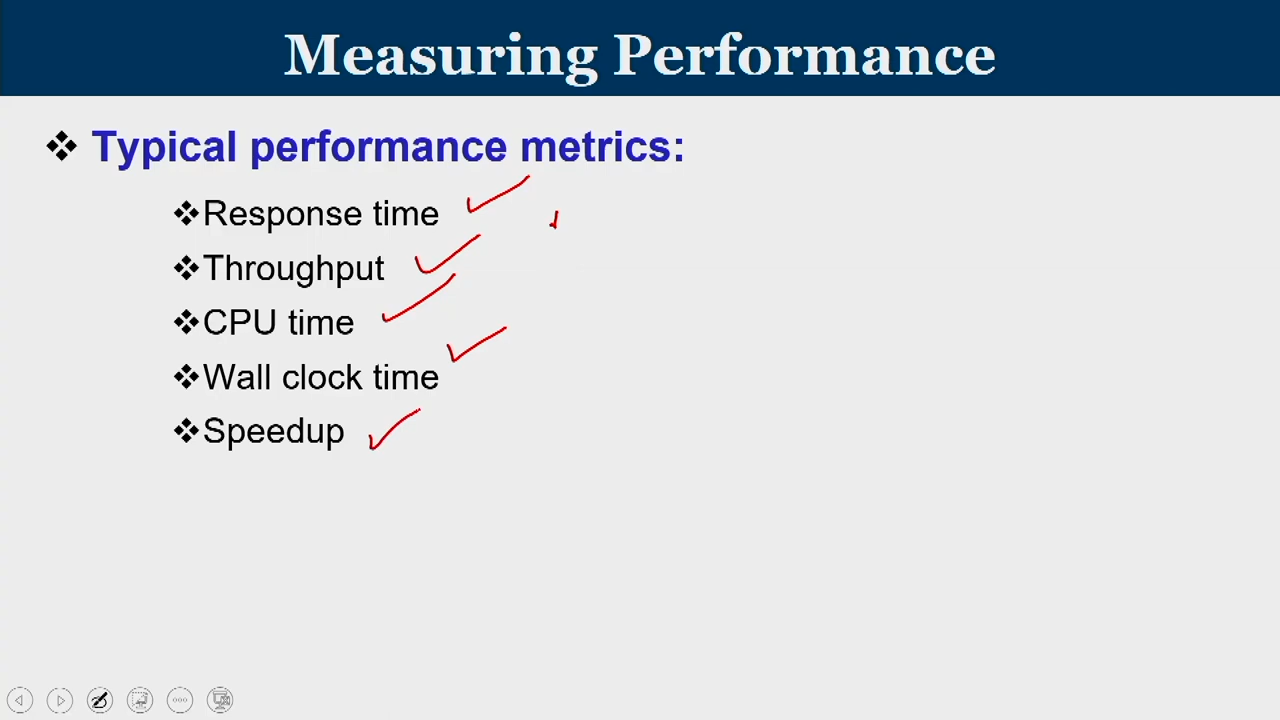 Measuring Performance
❖ Typical performance metrics:
❖Response time
❖Throughput
❖CPU time
❖Wall clock time
❖Speedup